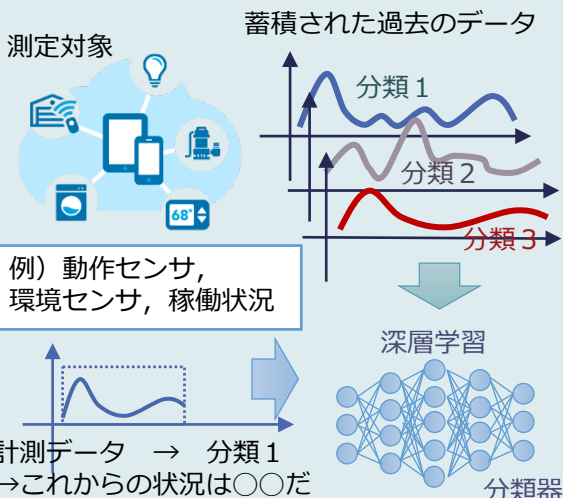 蓄積された過去のデータ
測定対象
分類１
分類２
68°
分類３
例）動作センサ，
環境センサ，稼働状況
深層学習
計測データ　→　分類１
→これからの状況は○○だ
分類器